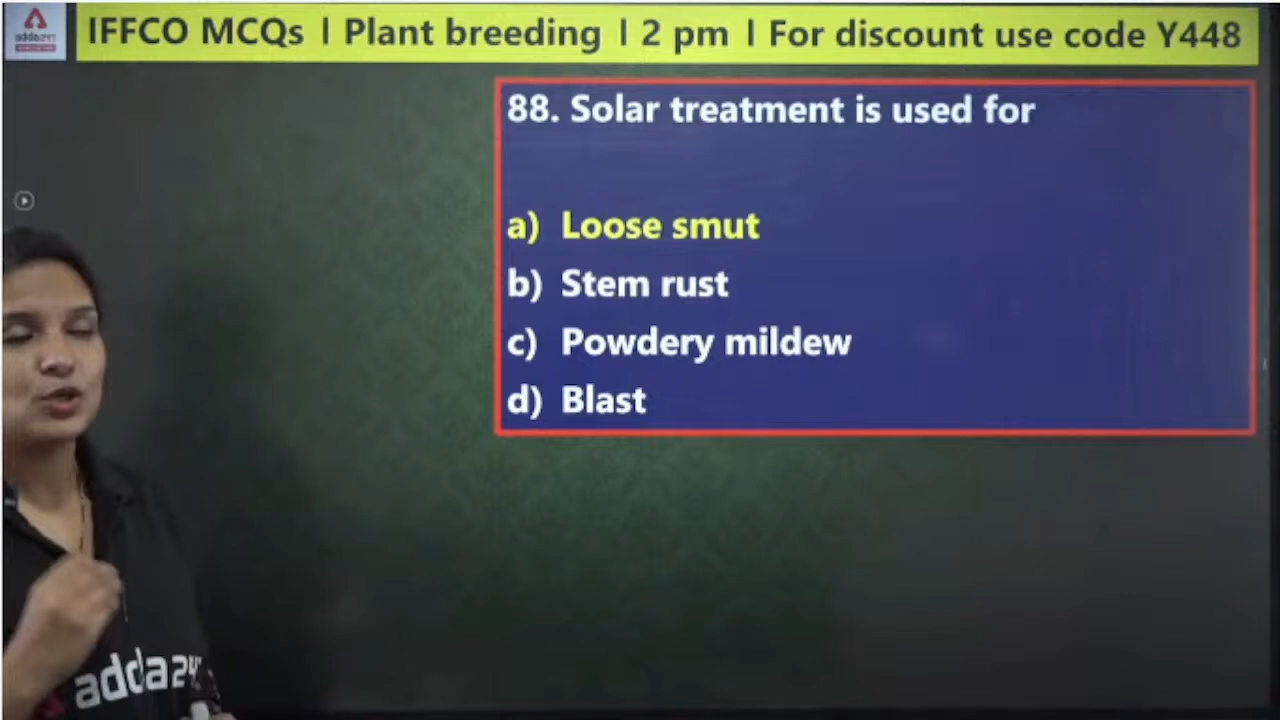 adda247
IFFCO MCQs I Plant breeding I 2 pm I For discount use code Y448
88. Solar treatment is used for
a) Loose smut
b) Stem rust
c) Powdery mildew
d) Blast
adda24